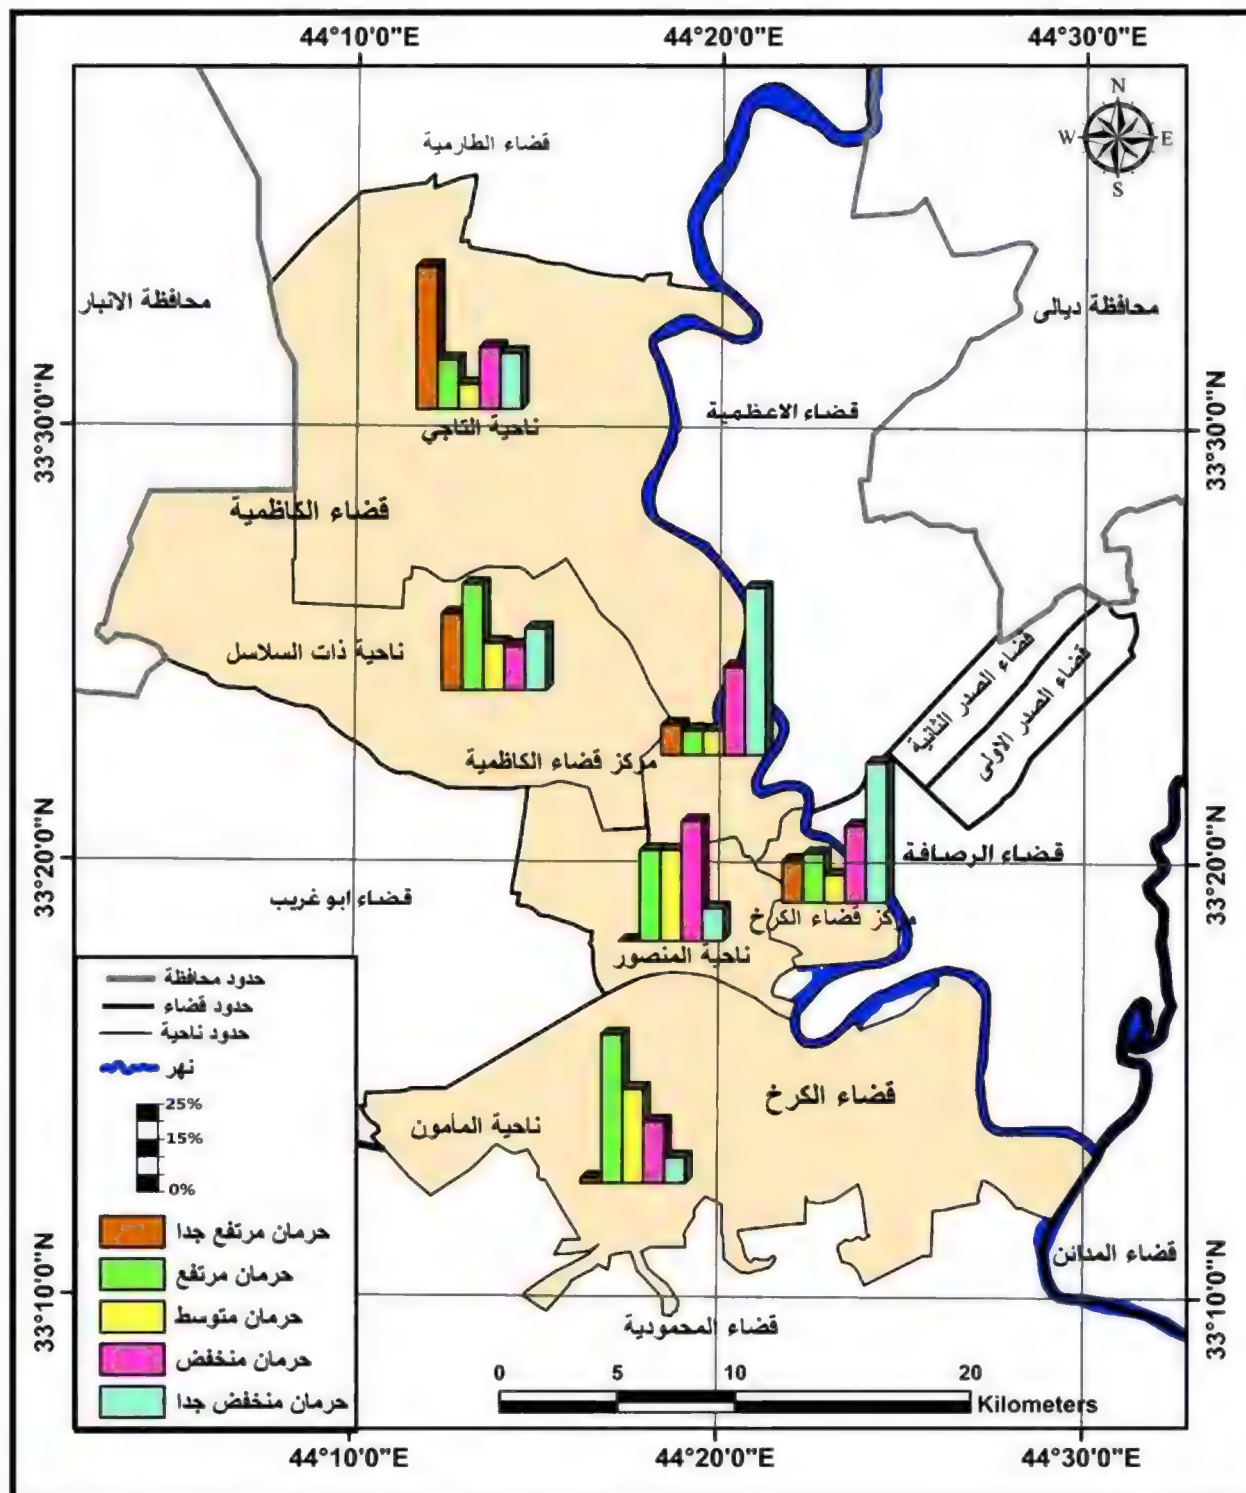 44°10'0"E
44°20'0"E
44°30'0"E
N
W
E
S
قضاء الطارمية
محافظة الانبار
محافظة ديالى
33°30'0"N
33°30'0"N
قضاء الاعظمية
ناحية التاجي
قضاء الكاظمية
ناحية ذات السلاسل
قضاء الصدر الثانية
قضاء الصدر الاولى
مركز قضاء الكاظمية
33°20'0"N
33°20'0"N
قضاء الرصافة
قضاء ابو غريب
مركز قضاء الكرخ
ناحية المنصور
حدود محافظة
حدود قضاء
حدود ناحية
نهر
25%
15%
0%
قضاء الكرخ
ناحية المأمون
حرمان مرتفع جدا
حرمان مرتفع
حرمان متوسط
حرمان منخفض
حرمان منخفض جدا
قضاء المدائن
33°10'0"N
33°10'0"N
قضاء المحمودية
0 5 10 20
Kilometers
44°10'0"E
44°20'0"E
44°30'0"E